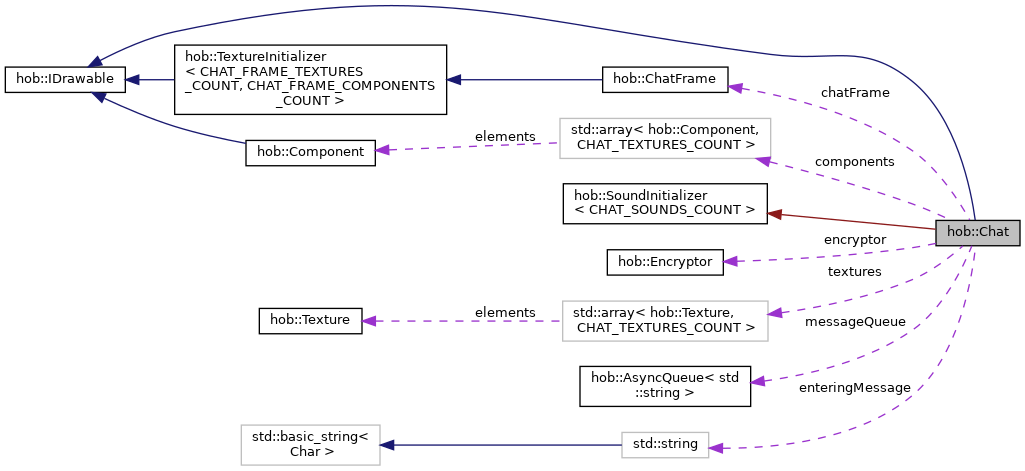 hob::IDrawable
hob::TextureInitializer
< CHAT_FRAME_TEXTURES
_COUNT, CHAT_FRAME_COMPONENTS
_COUNT >
hob::ChatFrame
chatFrame
hob::Component
elements
std::array< hob::Component,
CHAT_TEXTURES_COUNT >
components
hob::SoundInitializer
< CHAT_SOUNDS_COUNT >
hob::Chat
hob::Encryptor
encryptor
textures
hob::Texture
elements
std::array< hob::Texture,
CHAT_TEXTURES_COUNT >
messageQueue
hob::AsyncQueue< std
::string >
enteringMessage
std::basic_string<
Char >
std::string